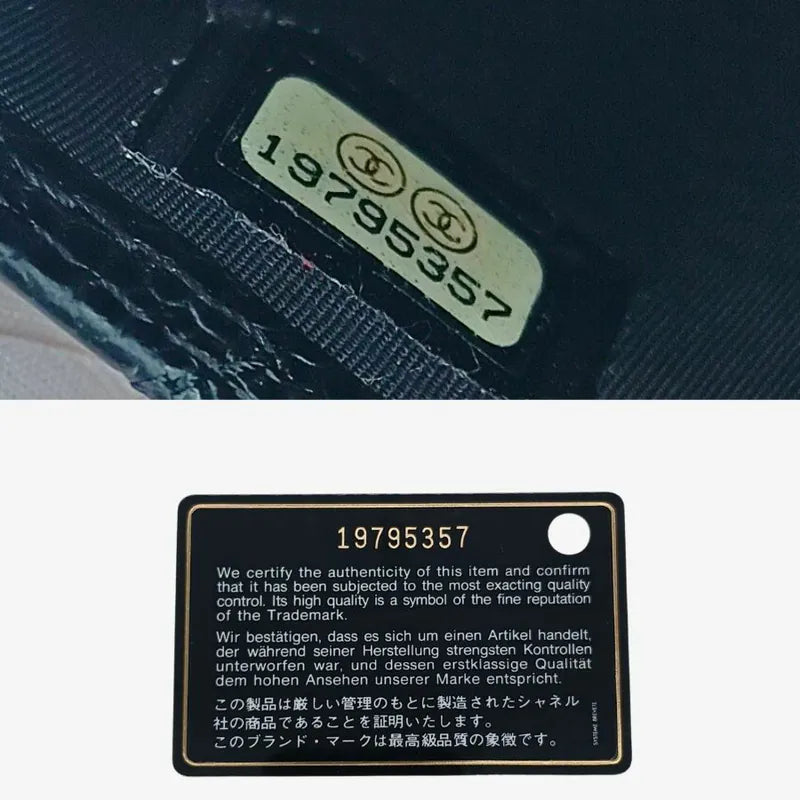 19795357
19795357
We certify the authenticity of this item and confirm
that it has been subjected to the most exacting quality
control. Its high quality is a symbol of the fine reputation
of the Trademark.
Wir bestätigen, dass es sich um einen Artikel handelt,
der während seiner Herstellung strengsten Kontrollen
unterworfen war, und dessen erstklassige Qualität
dem hohen Ansehen unserer Marke entspricht.
この製品は厳しい管理のもとに製造されたシャネル
社の商品であることを証明いたします。
このブランド・マークは最高級品質の象徴です。
SYSTEME BREVETE